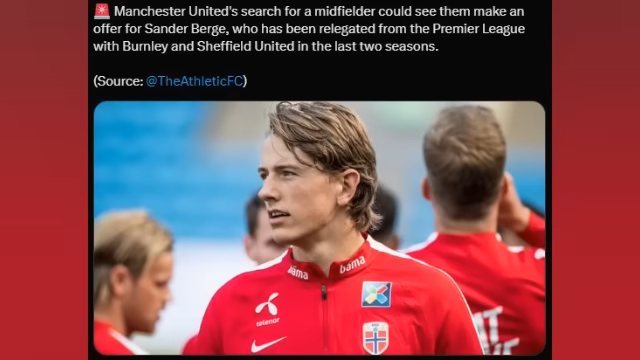 🚨 Manchester United's search for a midfielder could see them make an
offer for Sander Berge, who has been relegated from the Premier League
with Burnley and Sheffield United in the last two seasons.
(Source: @TheAthleticFC)
bama bama
telenor